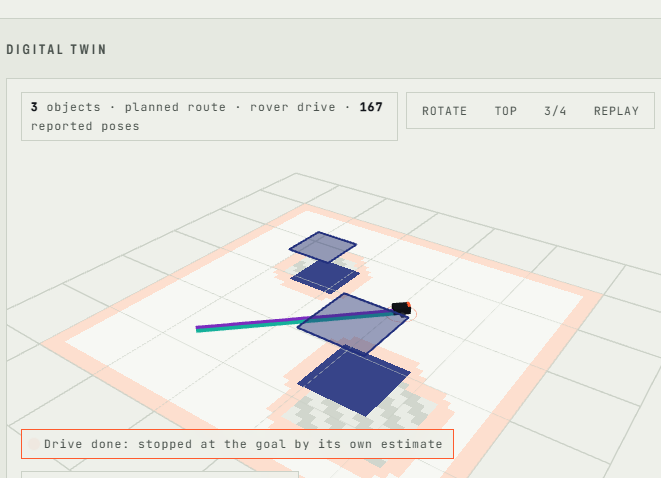 DIGITAL TWIN
3 objects · planned route · rover drive · 167
reported poses
ROTATE TOP 3/4 REPLAY
Drive done: stopped at the goal by its own estimate